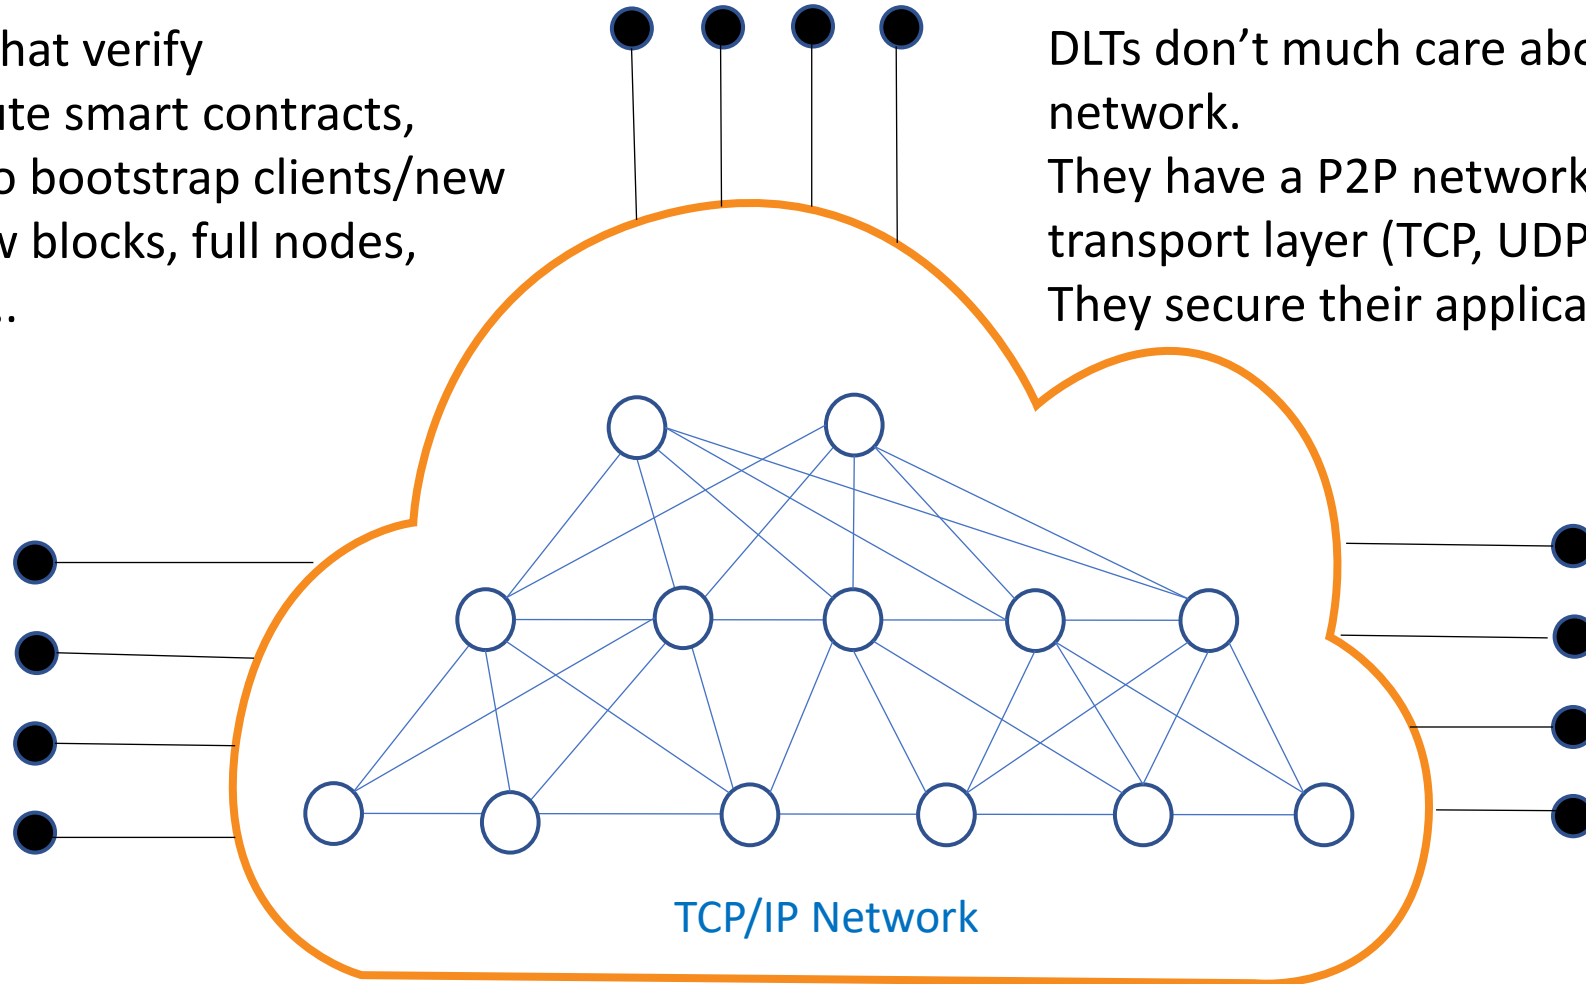 hat verify
ute smart contracts,
o bootstrap clients/new
w blocks, full nodes,
..
DLTs don’t much care abo
network.
They have a P2P network
transport layer (TCP, UDP
They secure their applica
TCP/IP Network